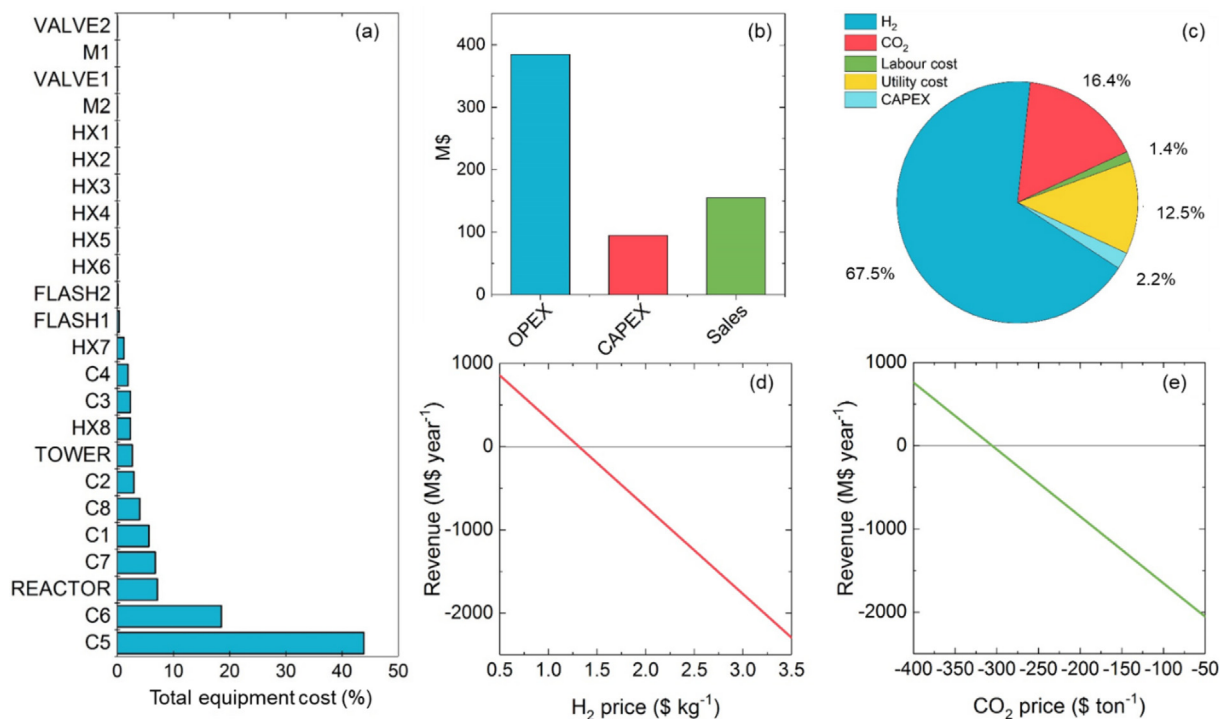 (a)
VALVE2
M1
VALVE1
M2
HX1
HX2
HX3
HX4
HX5
HX6
FLASH2
FLASH1
HX7
C4
C3
HX8
TOWER
C2
C8
C1
C7
REACTOR
C6
C5
0 10 20 30 40 50
Total equipment cost (%)
(b)
M$
400
300
200
100
0
OPEX CAPEX Sales
(c)
H₂
CO₂
Labour cost
Utility cost
CAPEX
16.4%
1.4%
12.5%
2.2%
67.5%
(d)
Revenue (M$ year⁻¹)
1000
0
-1000
-2000
0.5 1.0 1.5 2.0 2.5 3.0 3.5
H₂ price ($ kg⁻¹)
(e)
Revenue (M$ year⁻¹)
1000
0
-1000
-2000
-400 -350 -300 -250 -200 -150 -100 -50
CO₂ price ($ ton⁻¹)